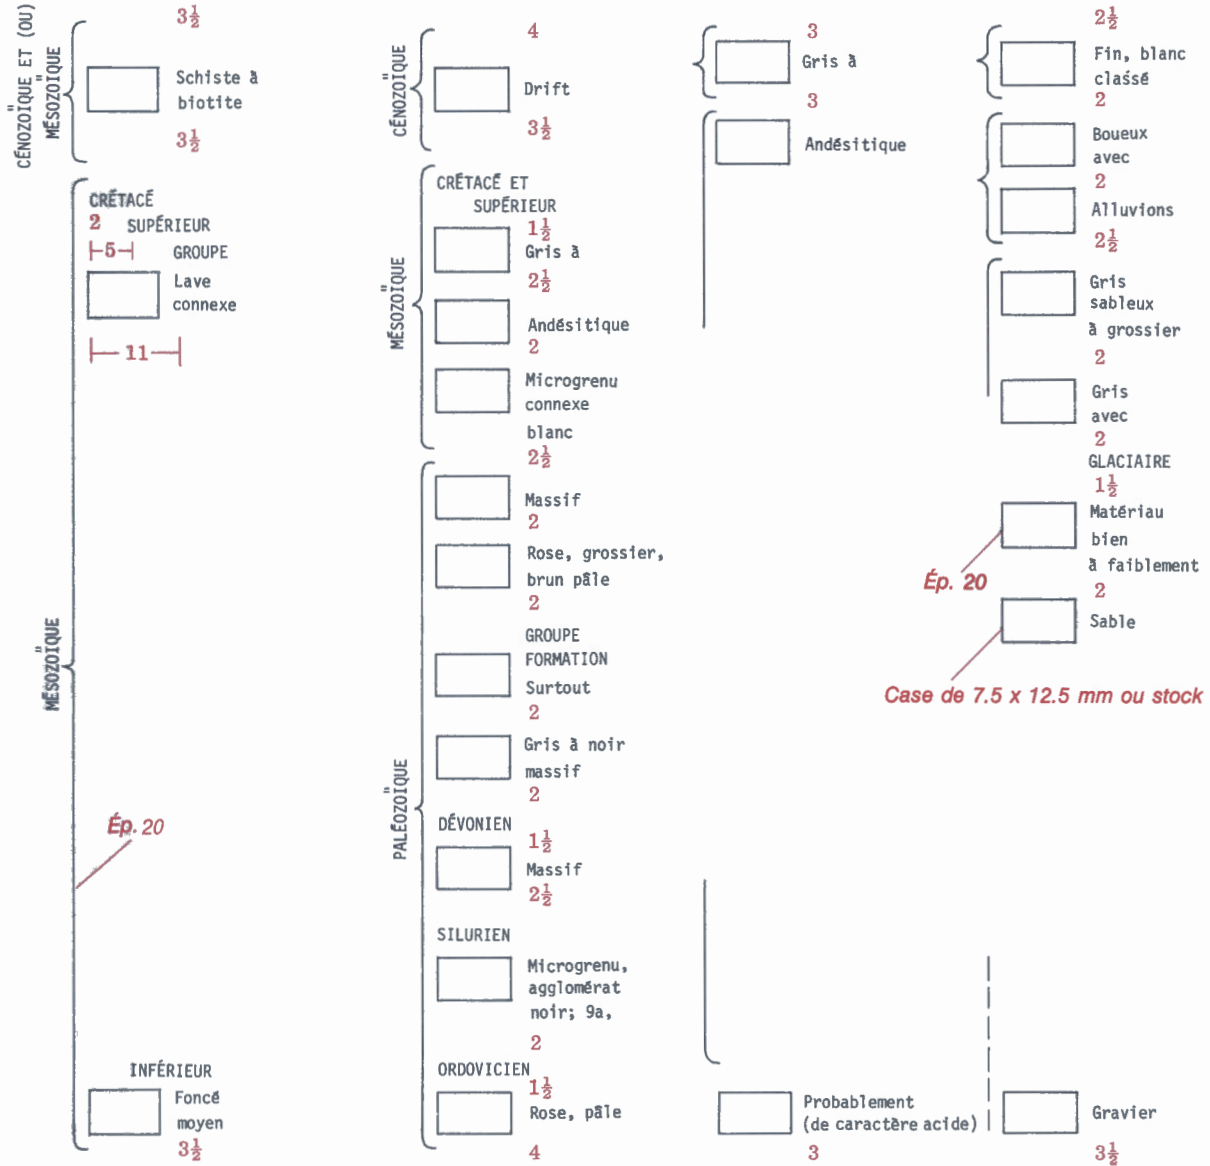 CÉNOZOÏQUE ET (OU)
MÉSOZOÏQUE
3½
Schiste à
biotite
3½
MÉSOZOÏQUE
CRÉTACÉ
2 SUPÉRIEUR
5 GROUPE
Lave
connexe
11
Ép. 20
INFÉRIEUR
Foncé
moyen
3½
CÉNOZOÏQUE
4
Drift
3½
MÉSOZOÏQUE
CRÉTACÉ ET
SUPÉRIEUR
1½
Gris à
2½
Andésitique
2
Microgrenu
connexe
blanc
2½
PALÉOZOÏQUE
Massif
2
Rose, grossier,
brun pâle
2
GROUPE
FORMATION
Surtout
2
Gris à noir
massif
2
DÉVONIEN
1½
Massif
2½
SILURIEN
Microgrenu,
agglomérat
noir; 9a,
2
ORDOVICIEN
1½
Rose, pâle
4
3
Gris à
3
Andésitique
Probablement
(de caractère acide)
3
2½
Fin, blanc
classé
2
Boueux
avec
2
Alluvions
2½
Gris
sableux
à grossier
2
Gris
avec
2
GLACIAIRE
1½
Matériau
bien
à faiblement
Ép. 20
2
Sable
Case de 7.5 x 12.5 mm ou stock
Gravier
3½